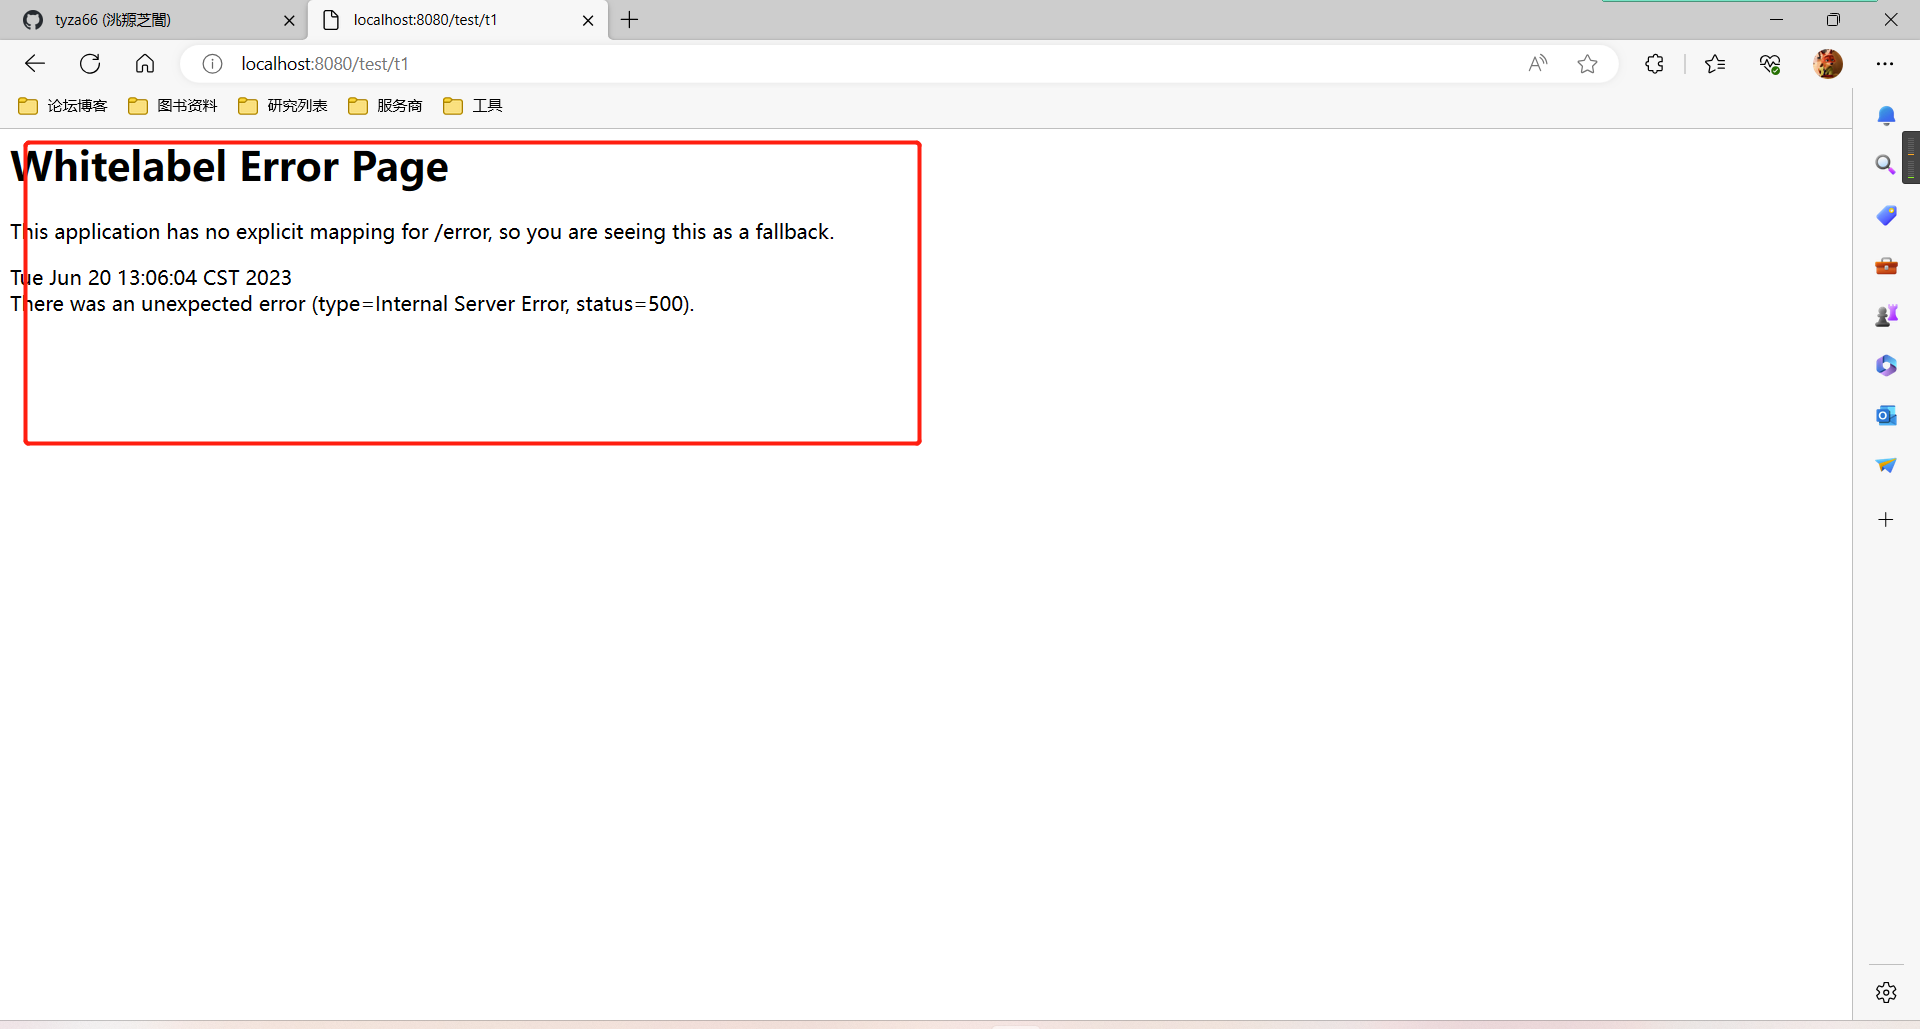 tyza66 (洮羱芝闇)
localhost:8080/test/t1
localhost:8080/test/t1
论坛博客
图书资料
研究列表
服务商
工具
Whitelabel Error Page
This application has no explicit mapping for /error, so you are seeing this as a fallback.
Tue Jun 20 13:06:04 CST 2023
There was an unexpected error (type=Internal Server Error, status=500).